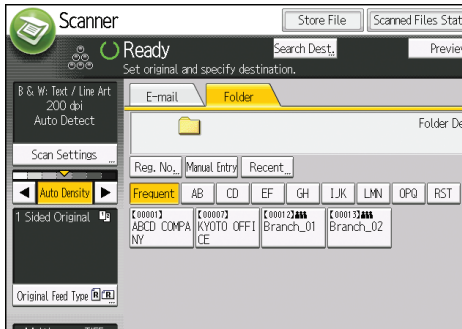 Scanner
Store File
Scanned Files Stat
Ready
Search Dest.
Preview
Set original and specify destination.
B & W: Text / Line Art
200 dpi
Auto Detect
Scan Settings
E-mail
Folder
Folder De
Reg. No.
Manual Entry
Recent
Auto Density
Frequent
AB
CD
EF
GH
IJK
LMN
OPQ
RST
1 Sided Original
[00001]
ABCD COMPA
NY
[00007]
KYOTO OFFI
CE
[00012]
Branch_01
[00013]
Branch_02
Original Feed Type